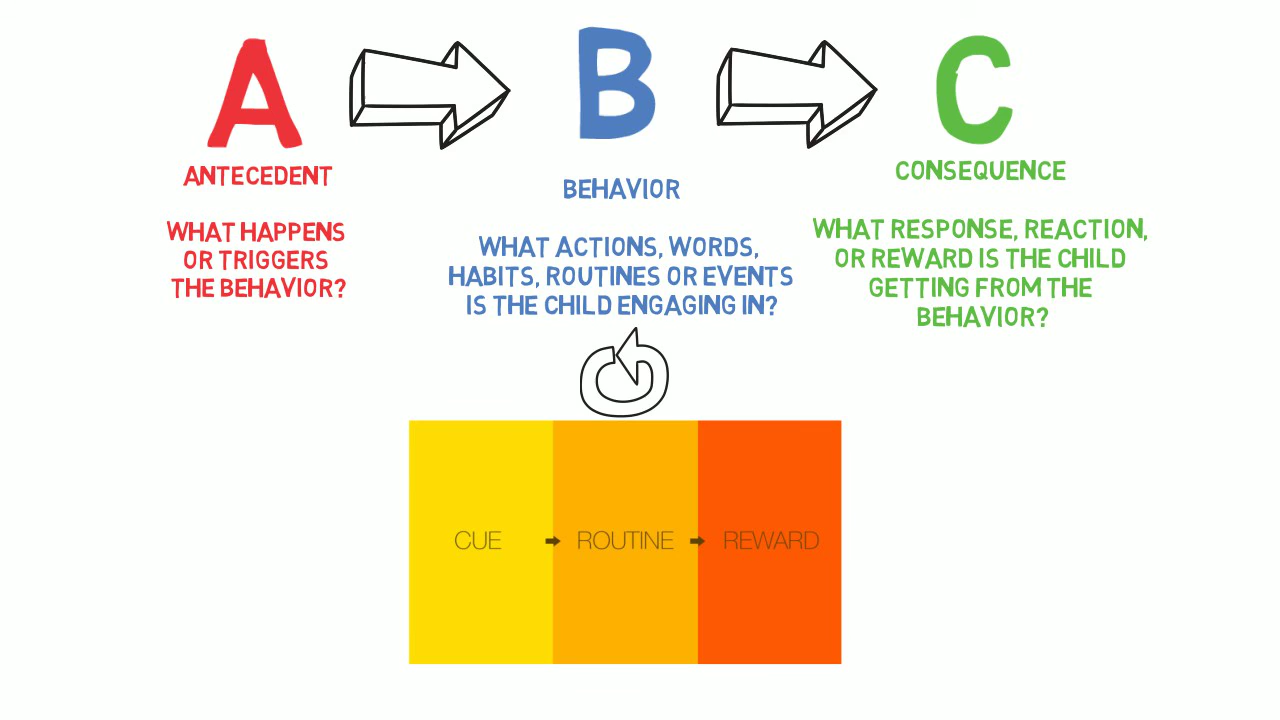 A
B
C
ANTECEDENT
BEHAVIOR
CONSEQUENCE
WHAT HAPPENS
OR TRIGGERS
THE BEHAVIOR?
WHAT ACTIONS, WORDS,
HABITS, ROUTINES OR EVENTS
IS THE CHILD ENGAGING IN?
WHAT RESPONSE, REACTION,
OR REWARD IS THE CHILD
GETTING FROM THE
BEHAVIOR?
CUE
ROUTINE
REWARD